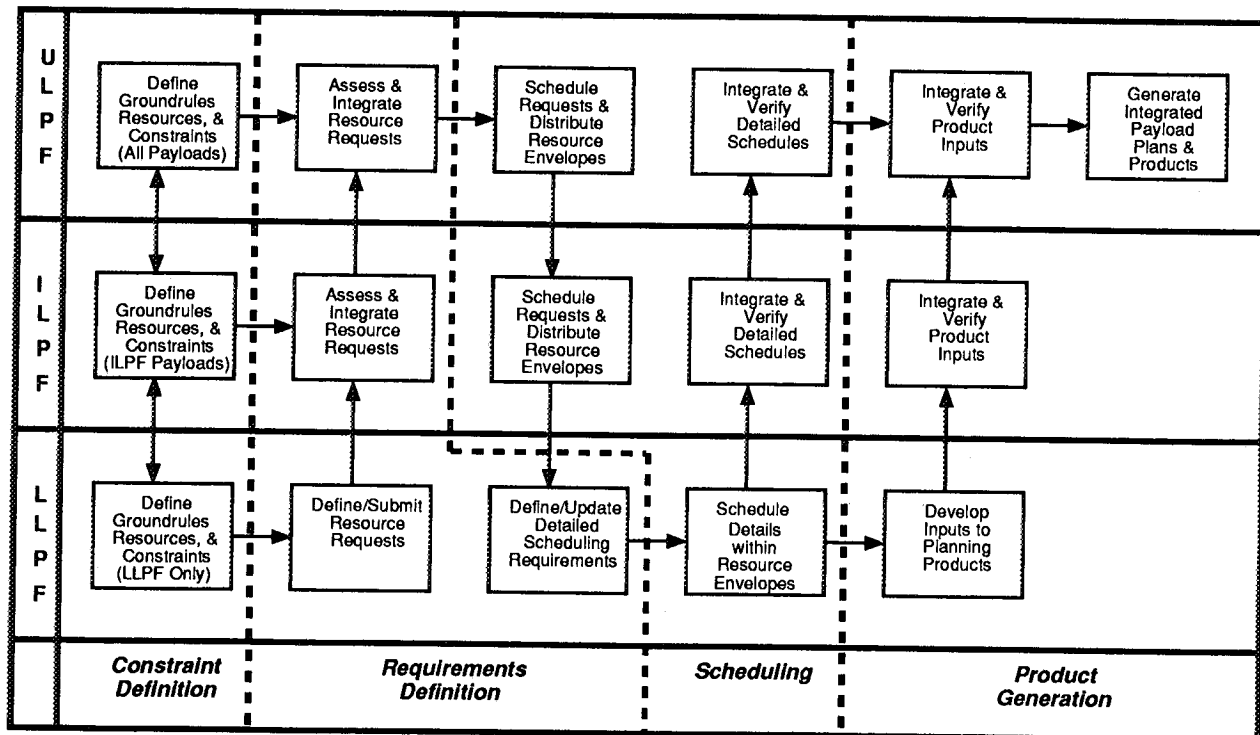 U
L
P
F
Define
Groundrules
Resources, &
Constraints
(All Payloads)
Assess &
Integrate
Resource
Requests
Schedule
Requests &
Distribute
Resource
Envelopes
Integrate &
Verify
Detailed
Schedules
Integrate &
Verify
Product
Inputs
Generate
Integrated
Payload
Plans &
Products
I
L
P
F
Define
Groundrules
Resources, &
Constraints
(ILPF Payloads)
Assess &
Integrate
Resource
Requests
Schedule
Requests &
Distribute
Resource
Envelopes
Integrate &
Verify
Detailed
Schedules
Integrate &
Verify
Product
Inputs
L
L
P
F
Define
Groundrules
Resources, &
Constraints
(LLPF Only)
Define/Submit
Resource
Requests
Define/Update
Detailed
Scheduling
Requirements
Schedule
Details
within
Resource
Envelopes
Develop
Inputs to
Planning
Products
Constraint
Definition
Requirements
Definition
Scheduling
Product
Generation